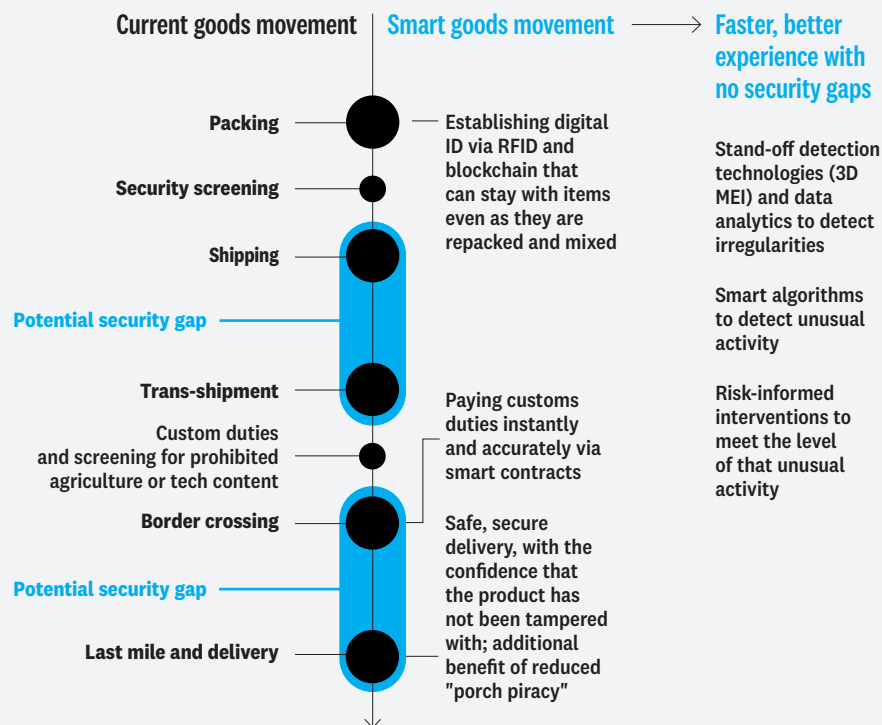 Current goods movement
Smart goods movement
Faster, better
experience with
no security gaps
Packing
Security screening
Shipping
Potential security gap
Trans-shipment
Custom duties
and screening for prohibited
agriculture or tech content
Border crossing
Potential security gap
Last mile and delivery
Establishing digital
ID via RFID and
blockchain that
can stay with items
even as they are
repacked and mixed
Paying customs
duties instantly
and accurately via
smart contracts
Safe, secure
delivery, with the
confidence that
the product has
not been tampered
with; additional
benefit of reduced
"porch piracy"
Stand-off detection
technologies (3D
MEI) and data
analytics to detect
irregularities
Smart algorithms
to detect unusual
activity
Risk-informed
interventions to
meet the level
of that unusual
activity